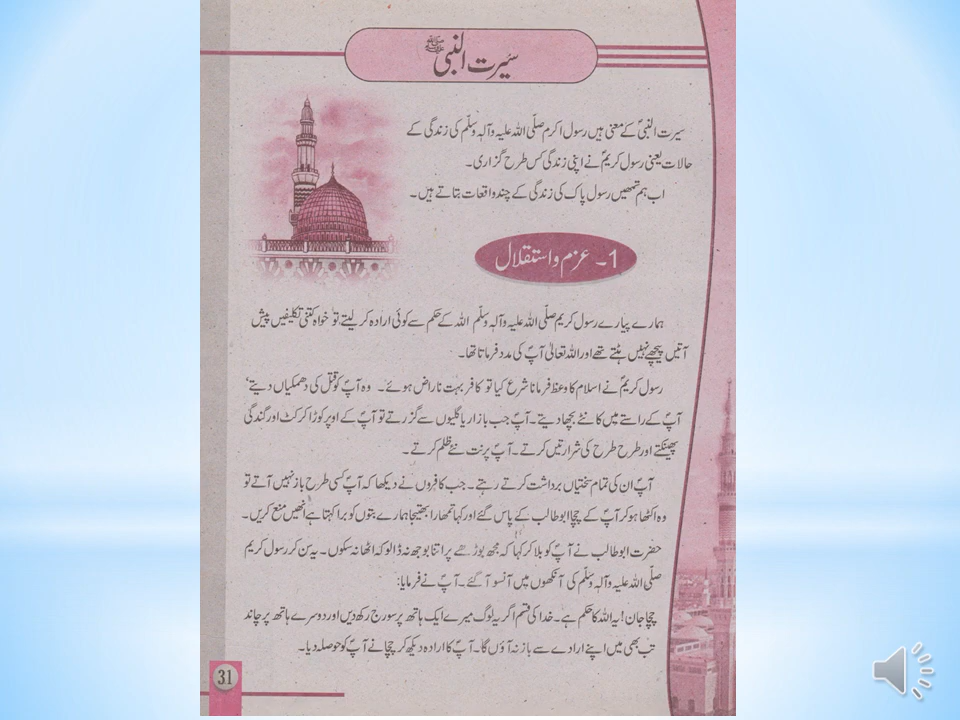 سیرت النبی ﷺ
سیرت النبیؐ کے معنی ہیں رسول اکرم صلّی اللہ علیہ وآلہٖ وسلّم کی زندگی کے
حالات یعنی رسول کریمؐ نے اپنی زندگی کس طرح گزاری۔
اب ہم تمھیں رسول پاک کی زندگی کے چند واقعات بتاتے ہیں۔
1۔ عزم و استقلال
ہمارے پیارے رسول کریم صلّی اللہ علیہ وآلہٖ وسلّم اللہ کے حکم سے کوئی ارادہ کر لیتے تو خواہ کتنی تکلیفیں پیش
آتیں پیچھے نہیں ہٹتے تھے اور اللہ تعالیٰ آپؐ کی مدد فرماتا تھا۔
رسول کریمؐ نے اسلام کا وعظ فرمانا شرع کیا تو کافر بہت ناراض ہوئے۔ وہ آپؐ کو قتل کی دھمکیاں دیتے،
آپؐ کے راستے میں کانٹے بچھا دیتے۔ آپؐ جب بازار یا گلیوں سے گزرتے تو آپؐ کے اوپر کوڑا کرکٹ اور گندگی
پھینکتے اور طرح طرح کی شرارتیں کرتے۔ آپؐ پر نت نئے ظلم کرتے۔
آپؐ ان کی تمام سختیاں برداشت کرتے رہتے۔ جب کافروں نے دیکھا کہ آپؐ کسی طرح باز نہیں آتے تو
وہ اکٹھا ہو کر آپؐ کے چچا ابو طالب کے پاس گئے اور کہا تمھارا بھتیجا ہمارے بتوں کو برا کہتا ہے انھیں منع کریں۔
حضرت ابو طالب نے آپؐ کو بلا کر کہا کہ مجھ بوڑھے پر اتنا بوجھ نہ ڈالو کہ اٹھا نہ سکوں۔ یہ سن کر رسول کریم
صلّی اللہ علیہ وآلہٖ وسلّم کی آنکھوں میں آنسو آ گئے۔ آپؐ نے فرمایا:
چچا جان! یہ اللہ کا حکم ہے۔ خدا کی قسم اگر یہ لوگ میرے ایک ہاتھ پر سورج رکھ دیں اور دوسرے ہاتھ پر چاند
تب بھی میں اپنے ارادے سے باز نہ آؤں گا۔ آپؐ کا ارادہ دیکھ کر چچا نے آپؐ کو حوصلہ دیا۔
31